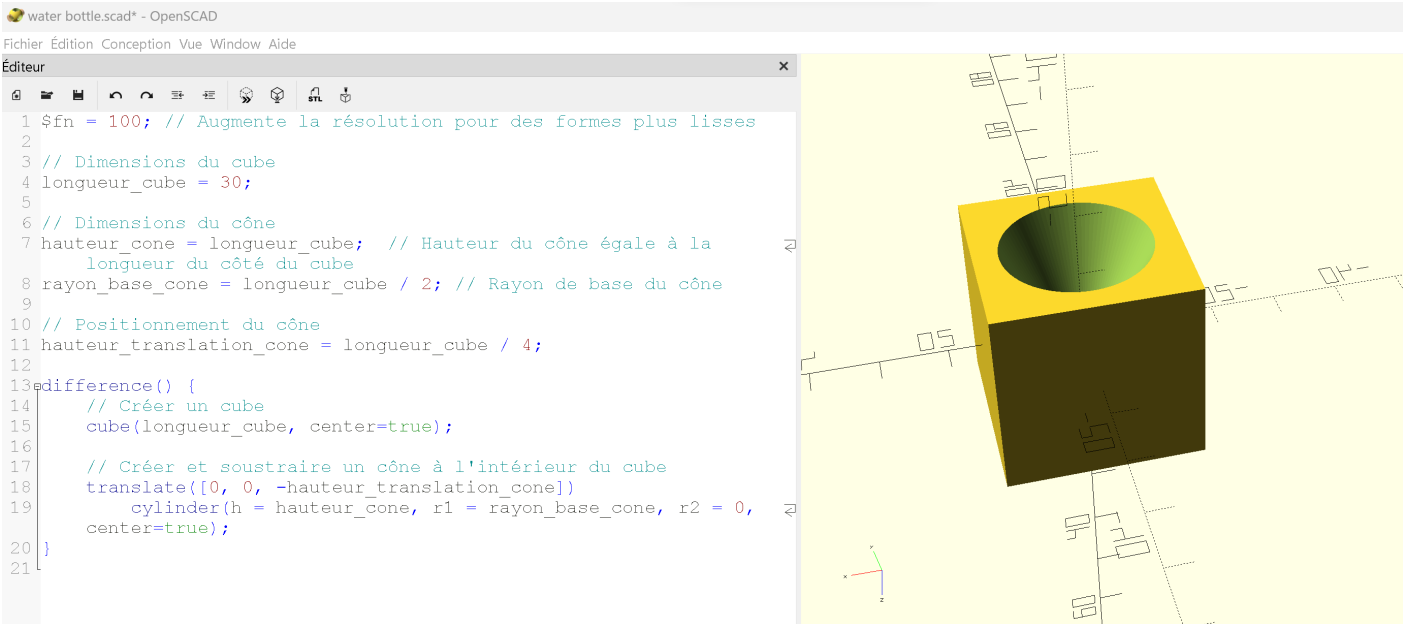 water bottle.scad* - OpenSCAD
Fichier Édition Conception Vue Window Aide
Éditeur
STL
1 $fn = 100; // Augmente la résolution pour des formes plus lisses
2
3 // Dimensions du cube
4 longueur_cube = 30;
5
6 // Dimensions du cône
7 hauteur_cone = longueur_cube;  // Hauteur du cône égale à la
longueur du côté du cube
8 rayon_base_cone = longueur_cube / 2; // Rayon de base du cône
9
10 // Positionnement du cône
11 hauteur_translation_cone = longueur_cube / 4;
12
13 difference() {
14 // Créer un cube
15 cube(longueur_cube, center=true);
16
17 // Créer et soustraire un cône à l'intérieur du cube
18 translate([0, 0, -hauteur_translation_cone])
19 cylinder(h = hauteur_cone, r1 = rayon_base_cone, r2 = 0,
center=true);
20 }
21
x
y
z